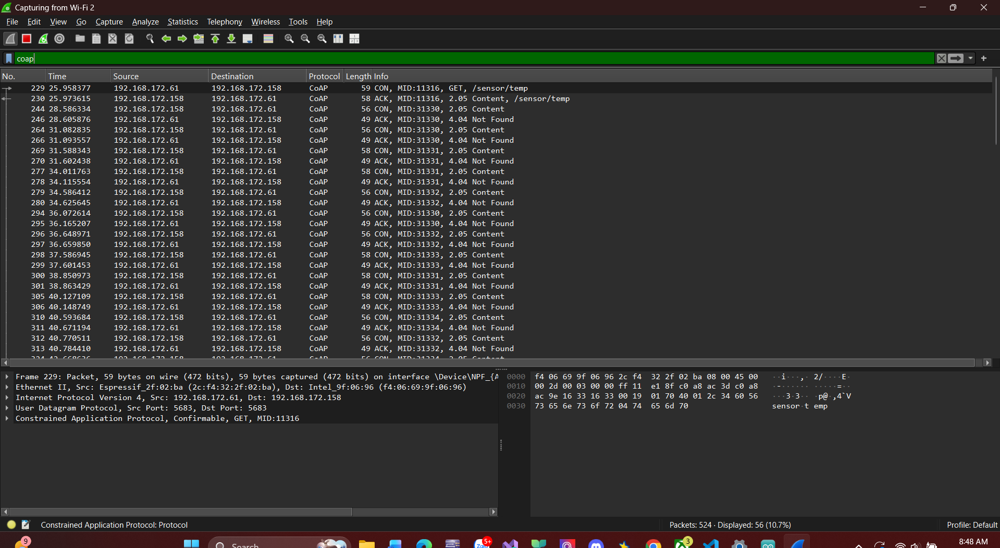 Capturing from Wi-Fi 2
File Edit View Go Capture Analyze Statistics Telephony Wireless Tools Help
coap
No. Time Source Destination Protocol Length Info
229 25.958377 192.168.172.61 192.168.172.158 CoAP 59 CON, MID:11316, GET, /sensor/temp
230 25.973615 192.168.172.158 192.168.172.61 CoAP 58 ACK, MID:11316, 2.05 Content, /sensor/temp
244 28.586334 192.168.172.158 192.168.172.61 CoAP 56 CON, MID:31330, 2.05 Content
246 28.605876 192.168.172.61 192.168.172.158 CoAP 49 ACK, MID:31330, 4.04 Not Found
264 31.082835 192.168.172.158 192.168.172.61 CoAP 56 CON, MID:31330, 2.05 Content
266 31.093557 192.168.172.61 192.168.172.158 CoAP 49 ACK, MID:31330, 4.04 Not Found
269 31.588343 192.168.172.158 192.168.172.61 CoAP 58 CON, MID:31331, 2.05 Content
270 31.602438 192.168.172.61 192.168.172.158 CoAP 49 ACK, MID:31331, 4.04 Not Found
277 34.011763 192.168.172.158 192.168.172.61 CoAP 58 CON, MID:31331, 2.05 Content
278 34.115554 192.168.172.61 192.168.172.158 CoAP 49 ACK, MID:31331, 4.04 Not Found
279 34.586412 192.168.172.158 192.168.172.61 CoAP 56 CON, MID:31332, 2.05 Content
280 34.625645 192.168.172.61 192.168.172.158 CoAP 49 ACK, MID:31332, 4.04 Not Found
294 36.072614 192.168.172.158 192.168.172.61 CoAP 56 CON, MID:31330, 2.05 Content
295 36.165207 192.168.172.61 192.168.172.158 CoAP 49 ACK, MID:31330, 4.04 Not Found
296 36.648971 192.168.172.158 192.168.172.61 CoAP 56 CON, MID:31332, 2.05 Content
297 36.659850 192.168.172.61 192.168.172.158 CoAP 49 ACK, MID:31332, 4.04 Not Found
298 37.586945 192.168.172.158 192.168.172.61 CoAP 58 CON, MID:31333, 2.05 Content
299 37.601453 192.168.172.61 192.168.172.158 CoAP 49 ACK, MID:31333, 4.04 Not Found
300 38.850973 192.168.172.158 192.168.172.61 CoAP 58 CON, MID:31331, 2.05 Content
301 38.863429 192.168.172.61 192.168.172.158 CoAP 49 ACK, MID:31331, 4.04 Not Found
305 40.127109 192.168.172.158 192.168.172.61 CoAP 58 CON, MID:31333, 2.05 Content
306 40.148749 192.168.172.61 192.168.172.158 CoAP 49 ACK, MID:31333, 4.04 Not Found
310 40.593684 192.168.172.158 192.168.172.61 CoAP 56 CON, MID:31334, 2.05 Content
311 40.671194 192.168.172.61 192.168.172.158 CoAP 49 ACK, MID:31334, 4.04 Not Found
312 40.770511 192.168.172.158 192.168.172.61 CoAP 56 CON, MID:31332, 2.05 Content
313 40.784410 192.168.172.61 192.168.172.158 CoAP 49 ACK, MID:31332, 4.04 Not Found
Frame 229: Packet, 59 bytes on wire (472 bits), 59 bytes captured (472 bits) on interface \Device\NPF_{A
Ethernet II, Src: Espressif_2f:02:ba (2c:f4:32:2f:02:ba), Dst: Intel_9f:06:96 (f4:06:69:9f:06:96)
Internet Protocol Version 4, Src: 192.168.172.61, Dst: 192.168.172.158
User Datagram Protocol, Src Port: 5683, Dst Port: 5683
Constrained Application Protocol, Confirmable, GET, MID:11316
0000 f4 06 69 9f 06 96 2c f4 32 2f 02 ba 08 00 45 00 ··i···,· 2/····E·
0010 00 2d 00 03 00 00 ff 11 e1 8f c0 a8 ac 3d c0 a8 ·-······ ·····=··
0020 ac 9e 16 33 16 33 00 19 01 70 40 01 2c 34 60 56 ···3·3·· ·p@·,4`V
0030 73 65 6e 73 6f 72 04 74 65 6d 70 sensor·t emp
Constrained Application Protocol: Protocol
Packets: 524 · Displayed: 56 (10.7%)
Profile: Default
9
Search
5+
3
8:48 AM